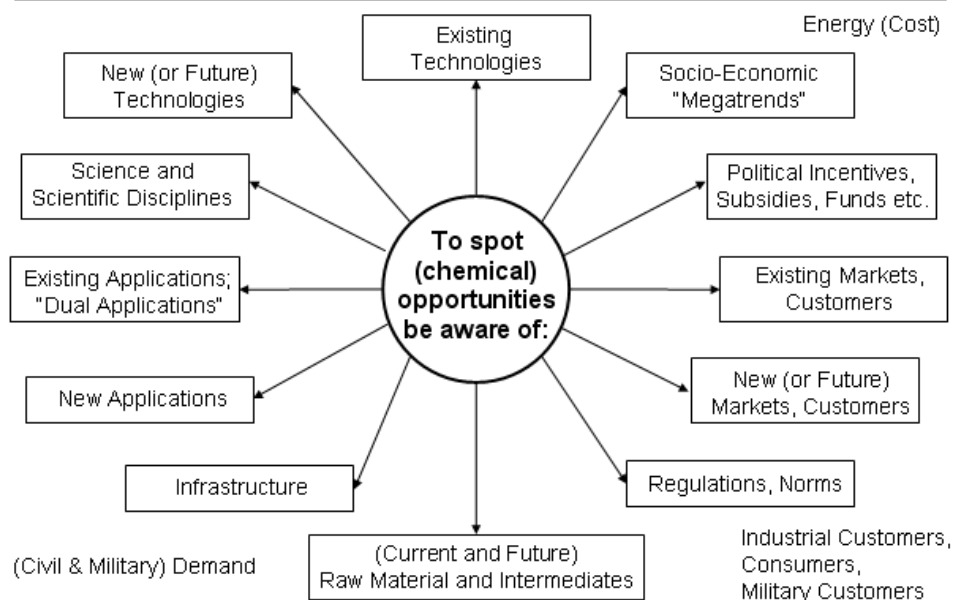 Energy (Cost)
Existing
Technologies
New (or Future)
Technologies
Socio-Economic
"Megatrends"
Science and
Scientific Disciplines
Political Incentives,
Subsidies, Funds etc.
To spot
(chemical)
opportunities
be aware of:
Existing Applications;
"Dual Applications"
Existing Markets,
Customers
New Applications
New (or Future)
Markets, Customers
Infrastructure
Regulations, Norms
(Civil & Military) Demand
(Current and Future)
Raw Material and Intermediates
Industrial Customers,
Consumers,
Military Customers